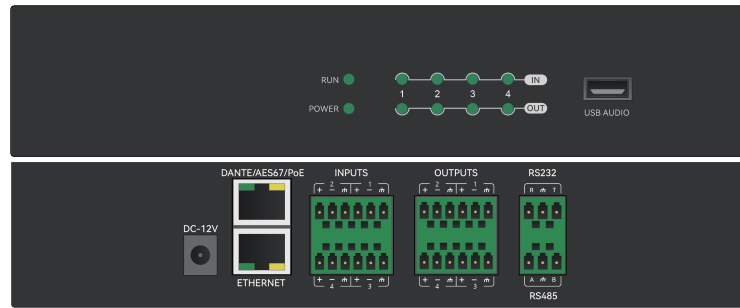 RUN
IN
1 2 3 4
POWER
OUT
USB AUDIO
DANTE/AES67/PoE
INPUTS
OUTPUTS
RS232
+ 2 − + 1 −
+ 2 − + 1 −
R T
DC-12V
+ − + −
4 3
+ − + −
4 3
A B
ETHERNET
RS485